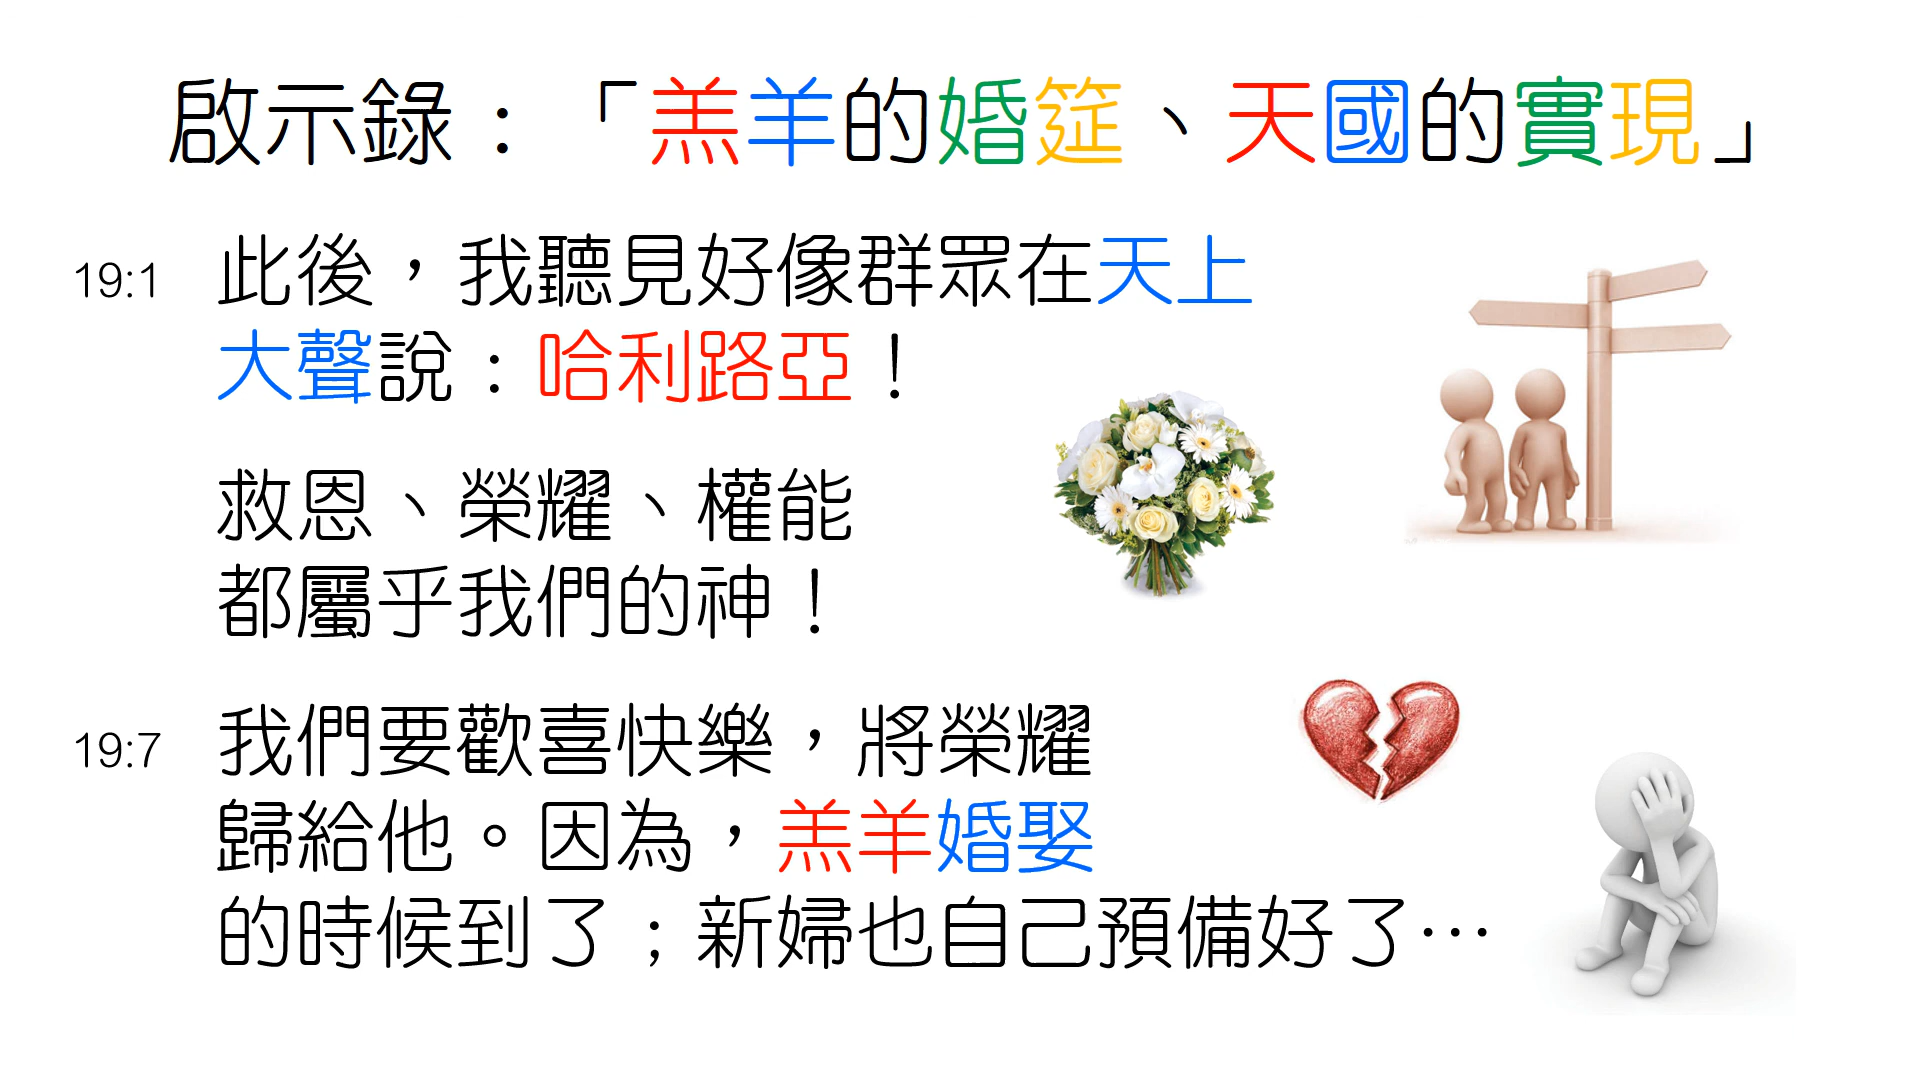 啟示錄：「羔羊的婚筵、天國的實現」
19:1 此後，我聽見好像群眾在天上
大聲說：哈利路亞！
救恩、榮耀、權能
都屬乎我們的神！
19:7 我們要歡喜快樂，將榮耀
歸給他。因為，羔羊婚娶
的時候到了；新婦也自己預備好了…